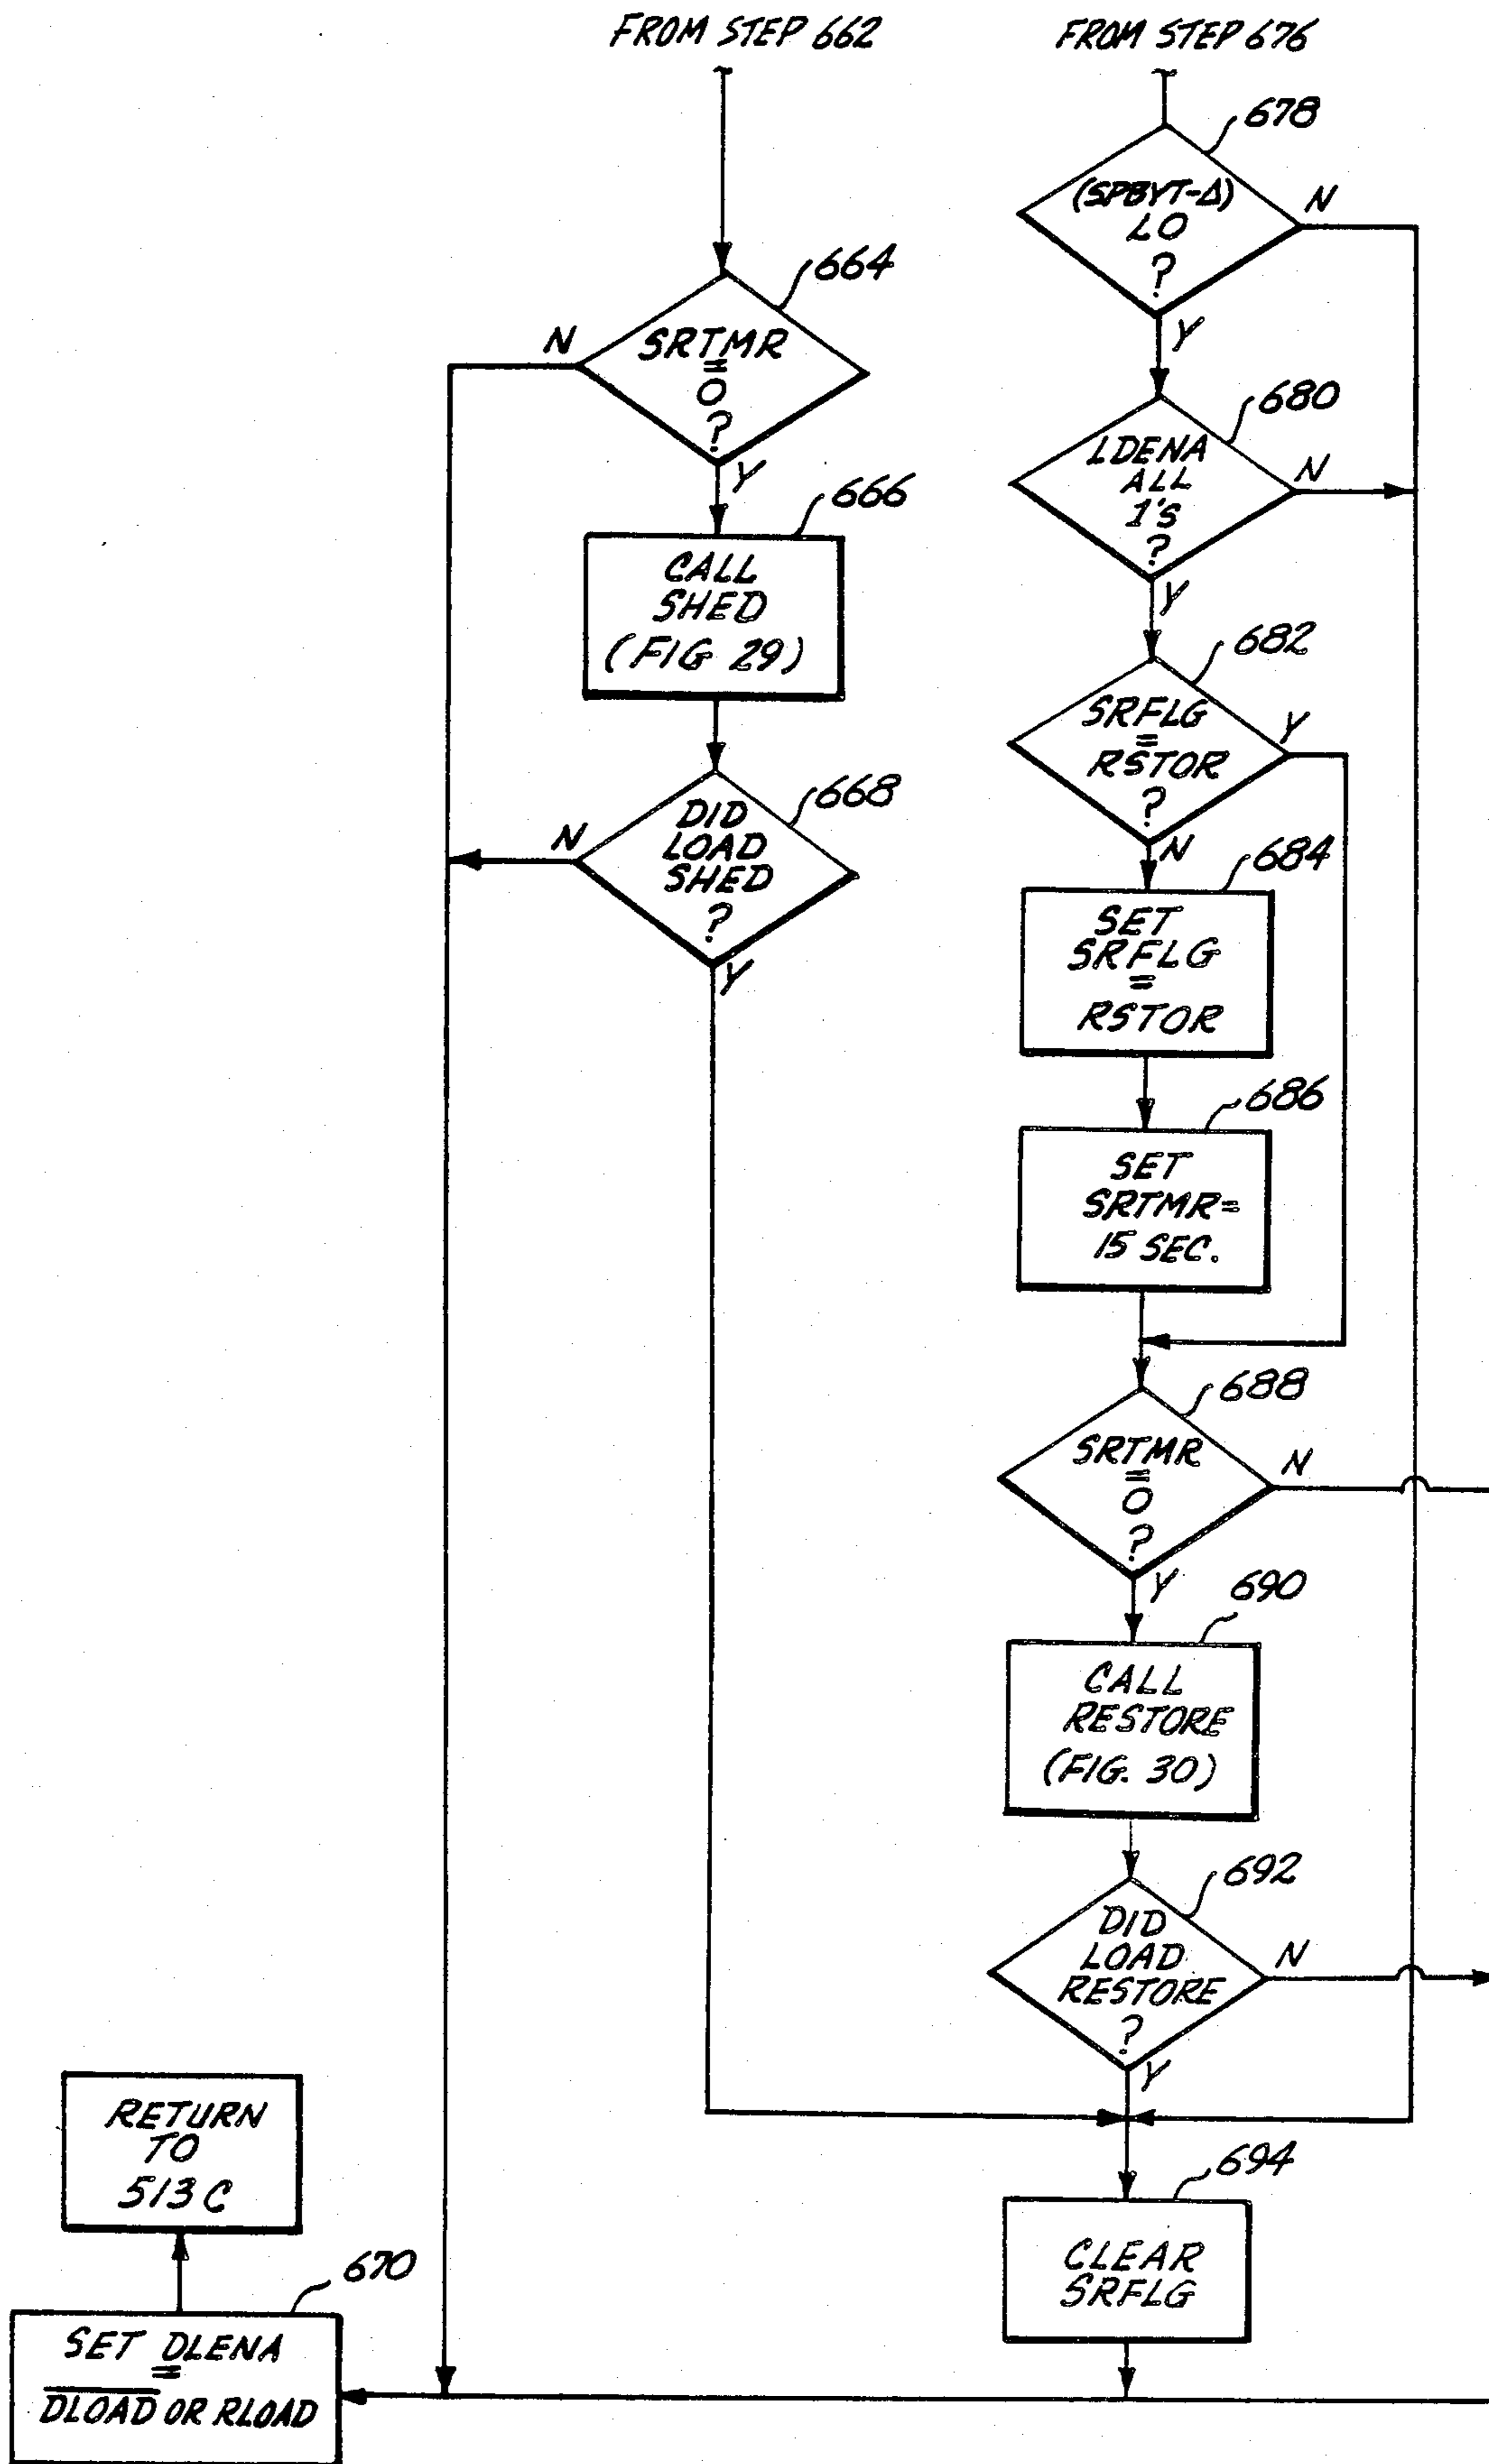 FROM STEP 662
FROM STEP 676
678
(SPBYT-Δ)
LO
?
N
Y
664
SRTMR
=
0
?
N
Y
680
LDENA
ALL
1'S
?
N
Y
666
CALL
SHED
(FIG 29)
682
SRFLG
=
RSTOR
?
Y
N
668
DID
LOAD
SHED
?
N
Y
684
SET
SRFLG
=
RSTOR
686
SET
SRTMR=
15 SEC.
688
SRTMR
=
0
?
N
Y
690
CALL
RESTORE
(FIG. 30)
692
DID
LOAD
RESTORE
?
N
Y
694
CLEAR
SRFLG
RETURN
TO
513C
670
SET DLENA
=
DLOAD OR RLOAD